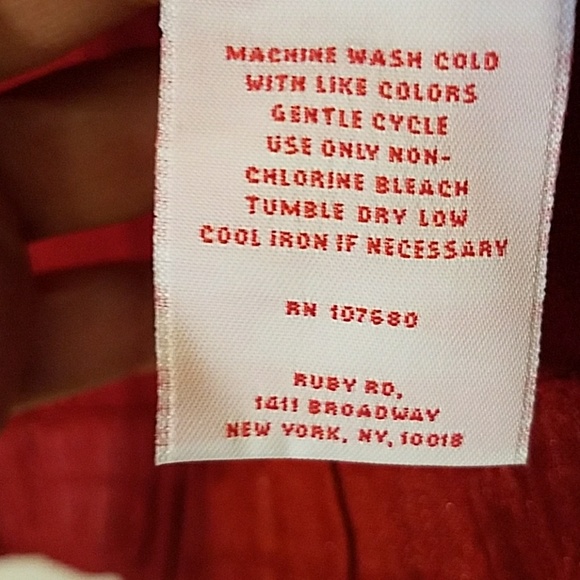 MACHINE WASH COLD
WITH LIKE COLORS
GENTLE CYCLE
USE ONLY NON-
CHLORINE BLEACH
TUMBLE DRY LOW
COOL IRON IF NECESSARY
RN 107680
RUBY RD,
1411 BROADWAY
NEW YORK, NY, 10018